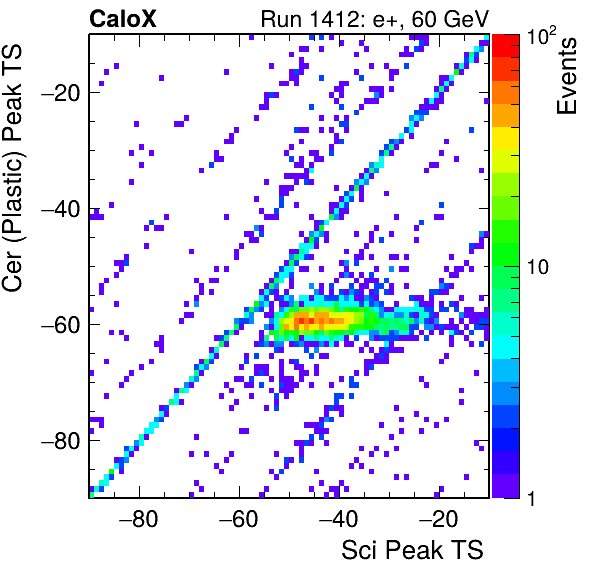 CaloX
Run 1412: e+, 60 GeV
Cer (Plastic) Peak TS
−20
−40
−60
−80
−80
−60
−40
−20
Sci Peak TS
10²
10
1
Events